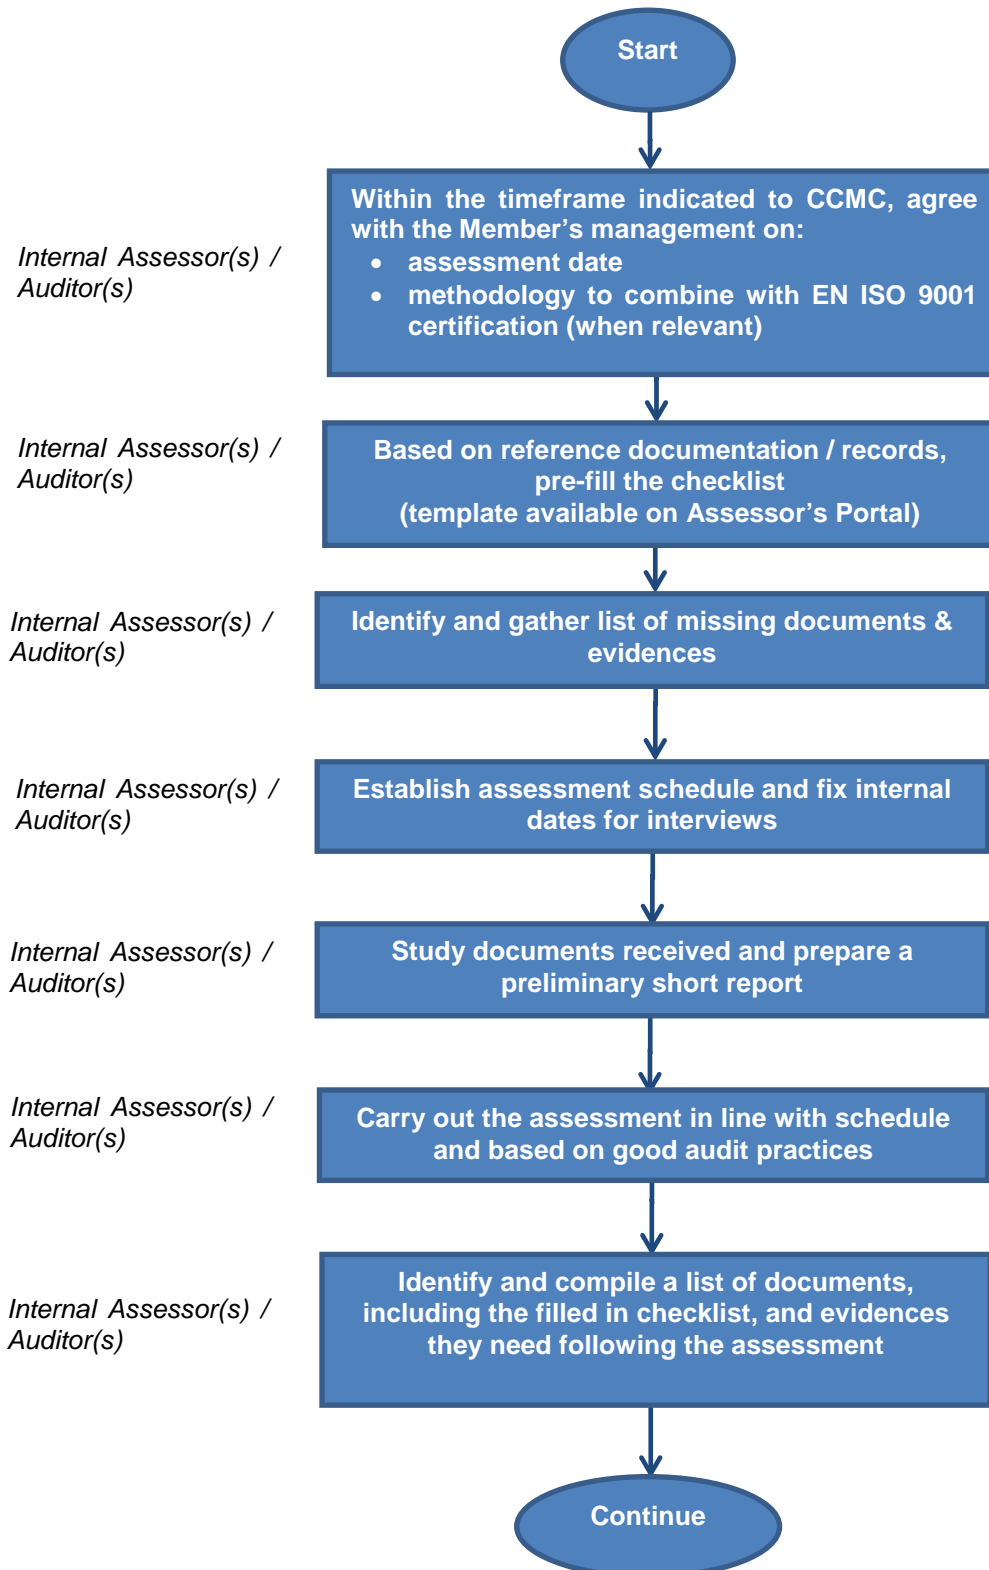 Start
Within the timeframe indicated to CCMC, agree
with the Member’s management on:
• assessment date
• methodology to combine with EN ISO 9001
certification (when relevant)
Internal Assessor(s) /
Auditor(s)
Based on reference documentation / records,
pre-fill the checklist
(template available on Assessor’s Portal)
Internal Assessor(s) /
Auditor(s)
Identify and gather list of missing documents &
evidences
Internal Assessor(s) /
Auditor(s)
Establish assessment schedule and fix internal
dates for interviews
Internal Assessor(s) /
Auditor(s)
Study documents received and prepare a
preliminary short report
Internal Assessor(s) /
Auditor(s)
Carry out the assessment in line with schedule
and based on good audit practices
Internal Assessor(s) /
Auditor(s)
Identify and compile a list of documents,
including the filled in checklist, and evidences
they need following the assessment
Internal Assessor(s) /
Auditor(s)
Continue